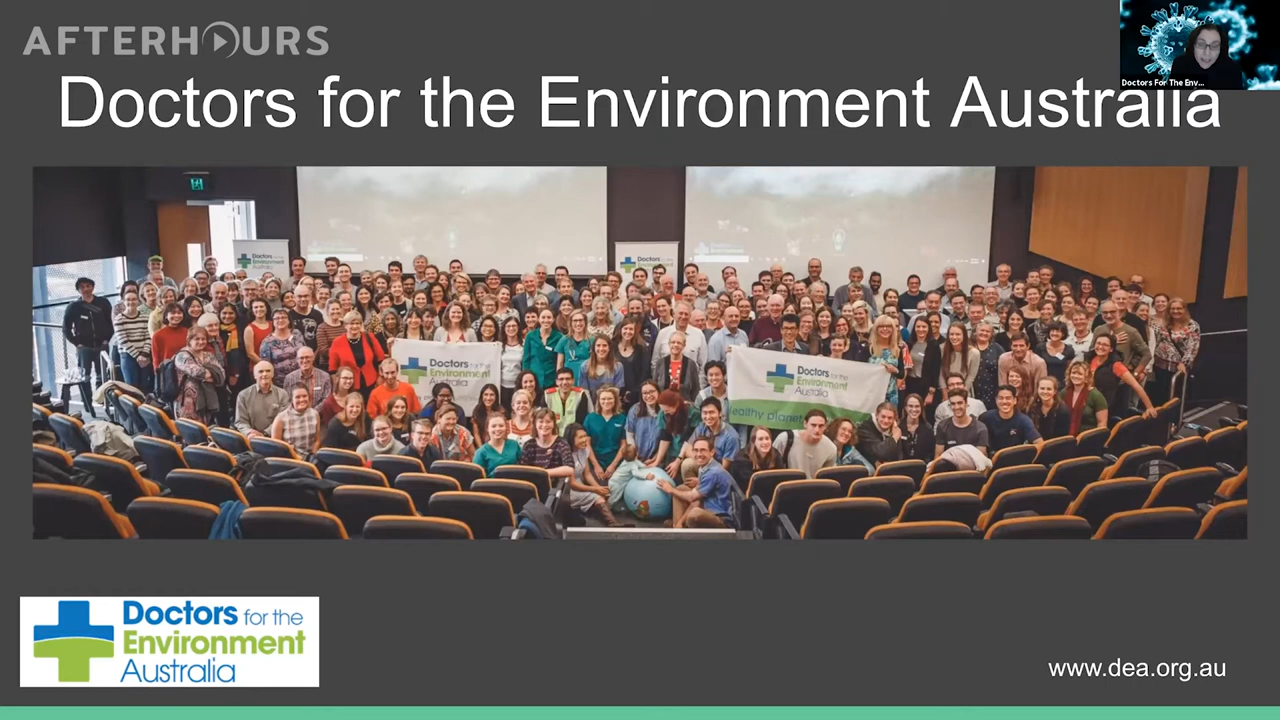 AFTERHOURS
Doctors For The Env...
Doctors for the Environment Australia
Doctors for the
Environment
Australia
Doctors for the
Environment
Australia
Doctors for the
Environment
Australia
healthy planet
Doctors for the
Environment
Australia
www.dea.org.au